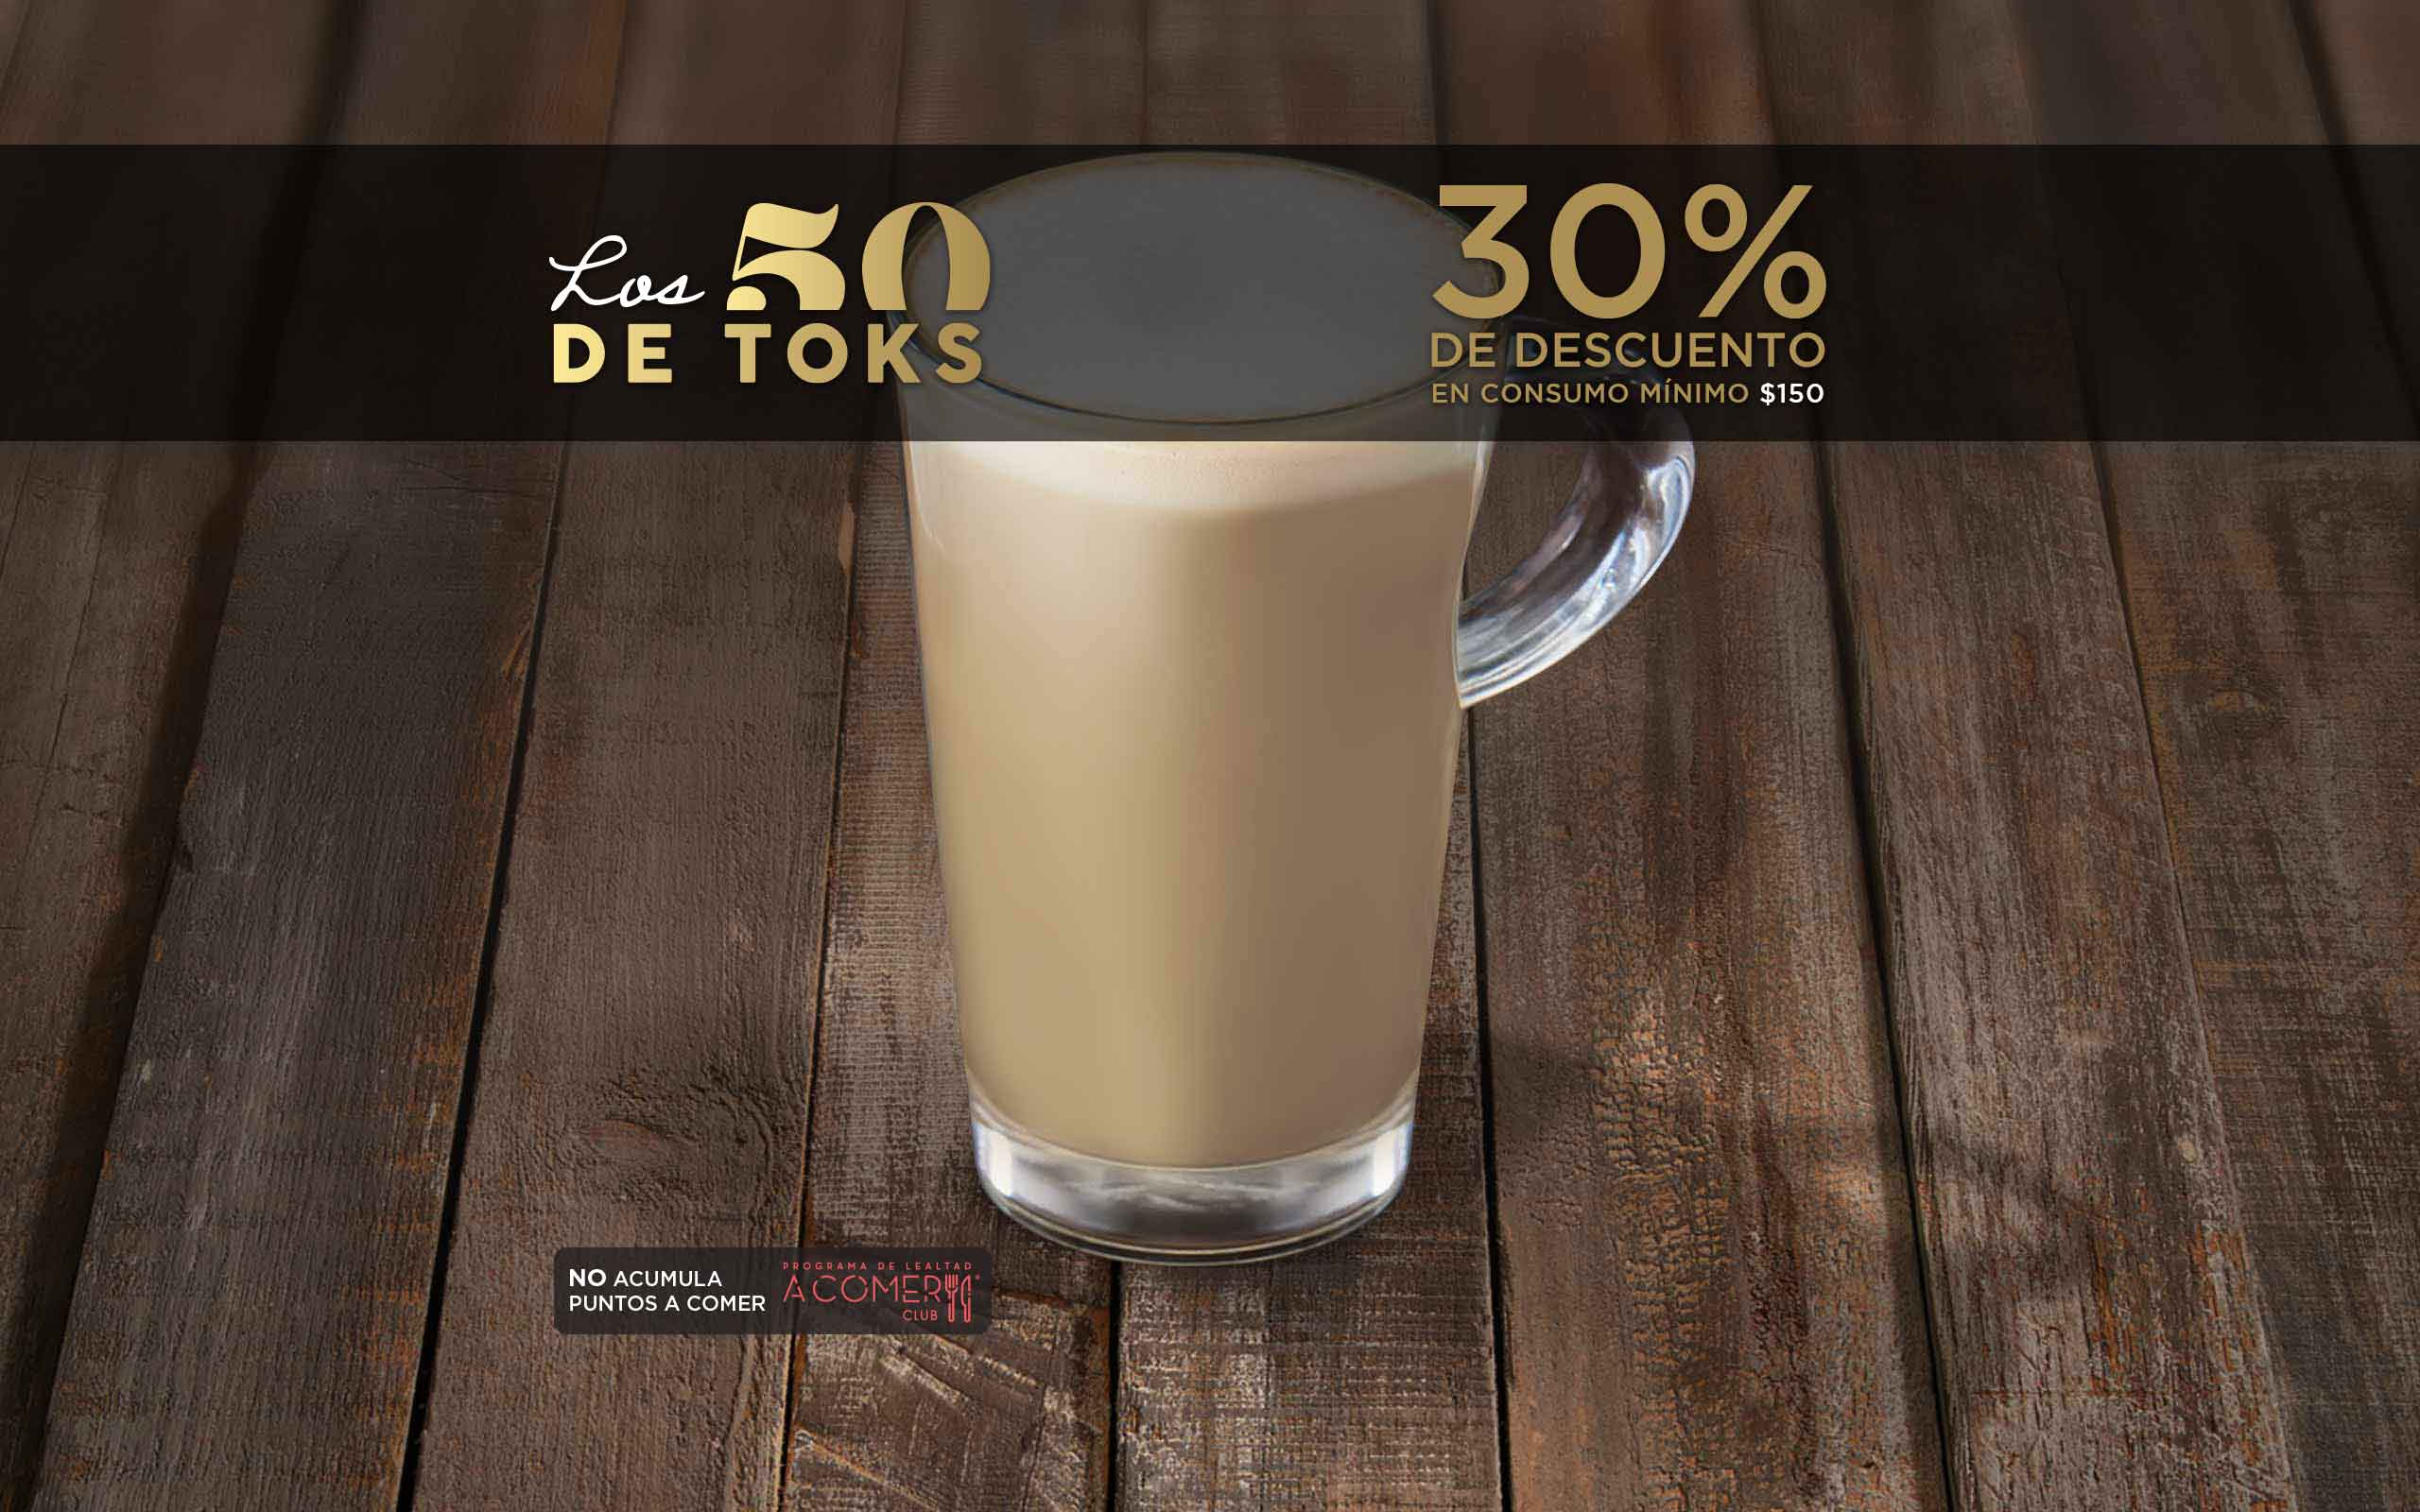 Los 50
DE TOKS
30%
DE DESCUENTO
EN CONSUMO MÍNIMO $150
NO ACUMULA
PUNTOS A COMER
PROGRAMA DE LEALTAD
A COMER
CLUB